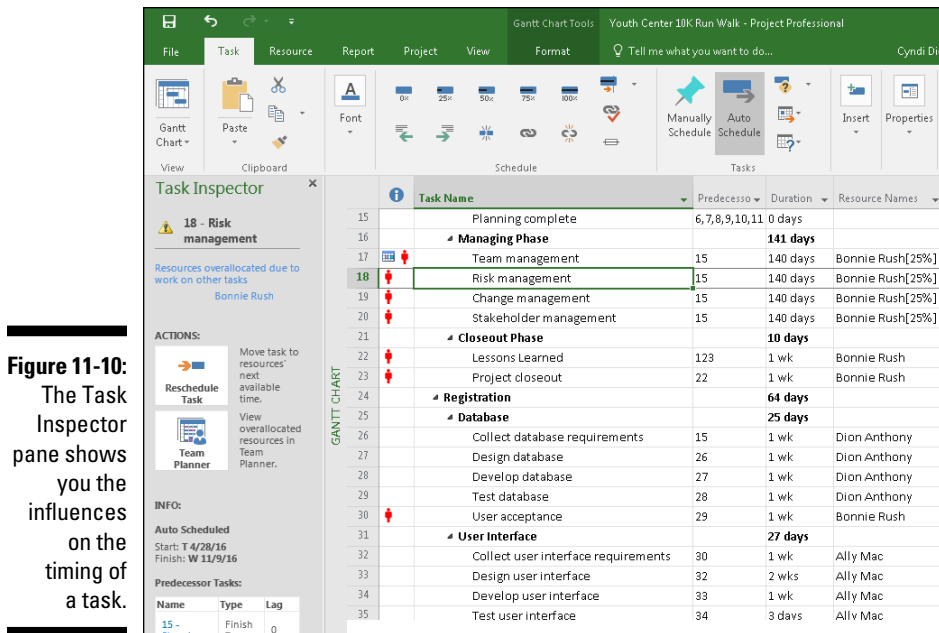 Gantt Chart Tools
Youth Center 10K Run Walk - Project Professional
File
Task
Resource
Report
Project
View
Format
Tell me what you want to do...
Cyndi Di
Gantt
Chart
Paste
A
Font
0%
25%
50%
75%
100%
Manually
Schedule
Auto
Schedule
Insert
Properties
View
Clipboard
Schedule
Tasks
Task Inspector
18 - Risk
management
Resources overallocated due to
work on other tasks
Bonnie Rush
ACTIONS:
Reschedule
Task
Move task to
resources'
next
available
time.
Team
Planner
View
overallocated
resources in
Team
Planner.
INFO:
Auto Scheduled
Start: T 4/28/16
Finish: W 11/9/16
Predecessor Tasks:
Name Type Lag
15 - Finish 0
GANTT CHART
Task Name Predecesso Duration Resource Names
15 Planning complete 6,7,8,9,10,11 0 days
16 Managing Phase 141 days
17 Team management 15 140 days Bonnie Rush[25%]
18 Risk management 15 140 days Bonnie Rush[25%]
19 Change management 15 140 days Bonnie Rush[25%]
20 Stakeholder management 15 140 days Bonnie Rush[25%]
21 Closeout Phase 10 days
22 Lessons Learned 123 1 wk Bonnie Rush
23 Project closeout 22 1 wk Bonnie Rush
24 Registration 64 days
25 Database 25 days
26 Collect database requirements 15 1 wk Dion Anthony
27 Design database 26 1 wk Dion Anthony
28 Develop database 27 1 wk Dion Anthony
29 Test database 28 1 wk Dion Anthony
30 User acceptance 29 1 wk Bonnie Rush
31 User Interface 27 days
32 Collect user interface requirements 30 1 wk Ally Mac
33 Design user interface 32 2 wks Ally Mac
34 Develop user interface 33 1 wk Ally Mac
35 Test user interface 34 3 days Ally Mac
Figure 11-10:
The Task
Inspector
pane shows
you the
influences
on the
timing of
a task.